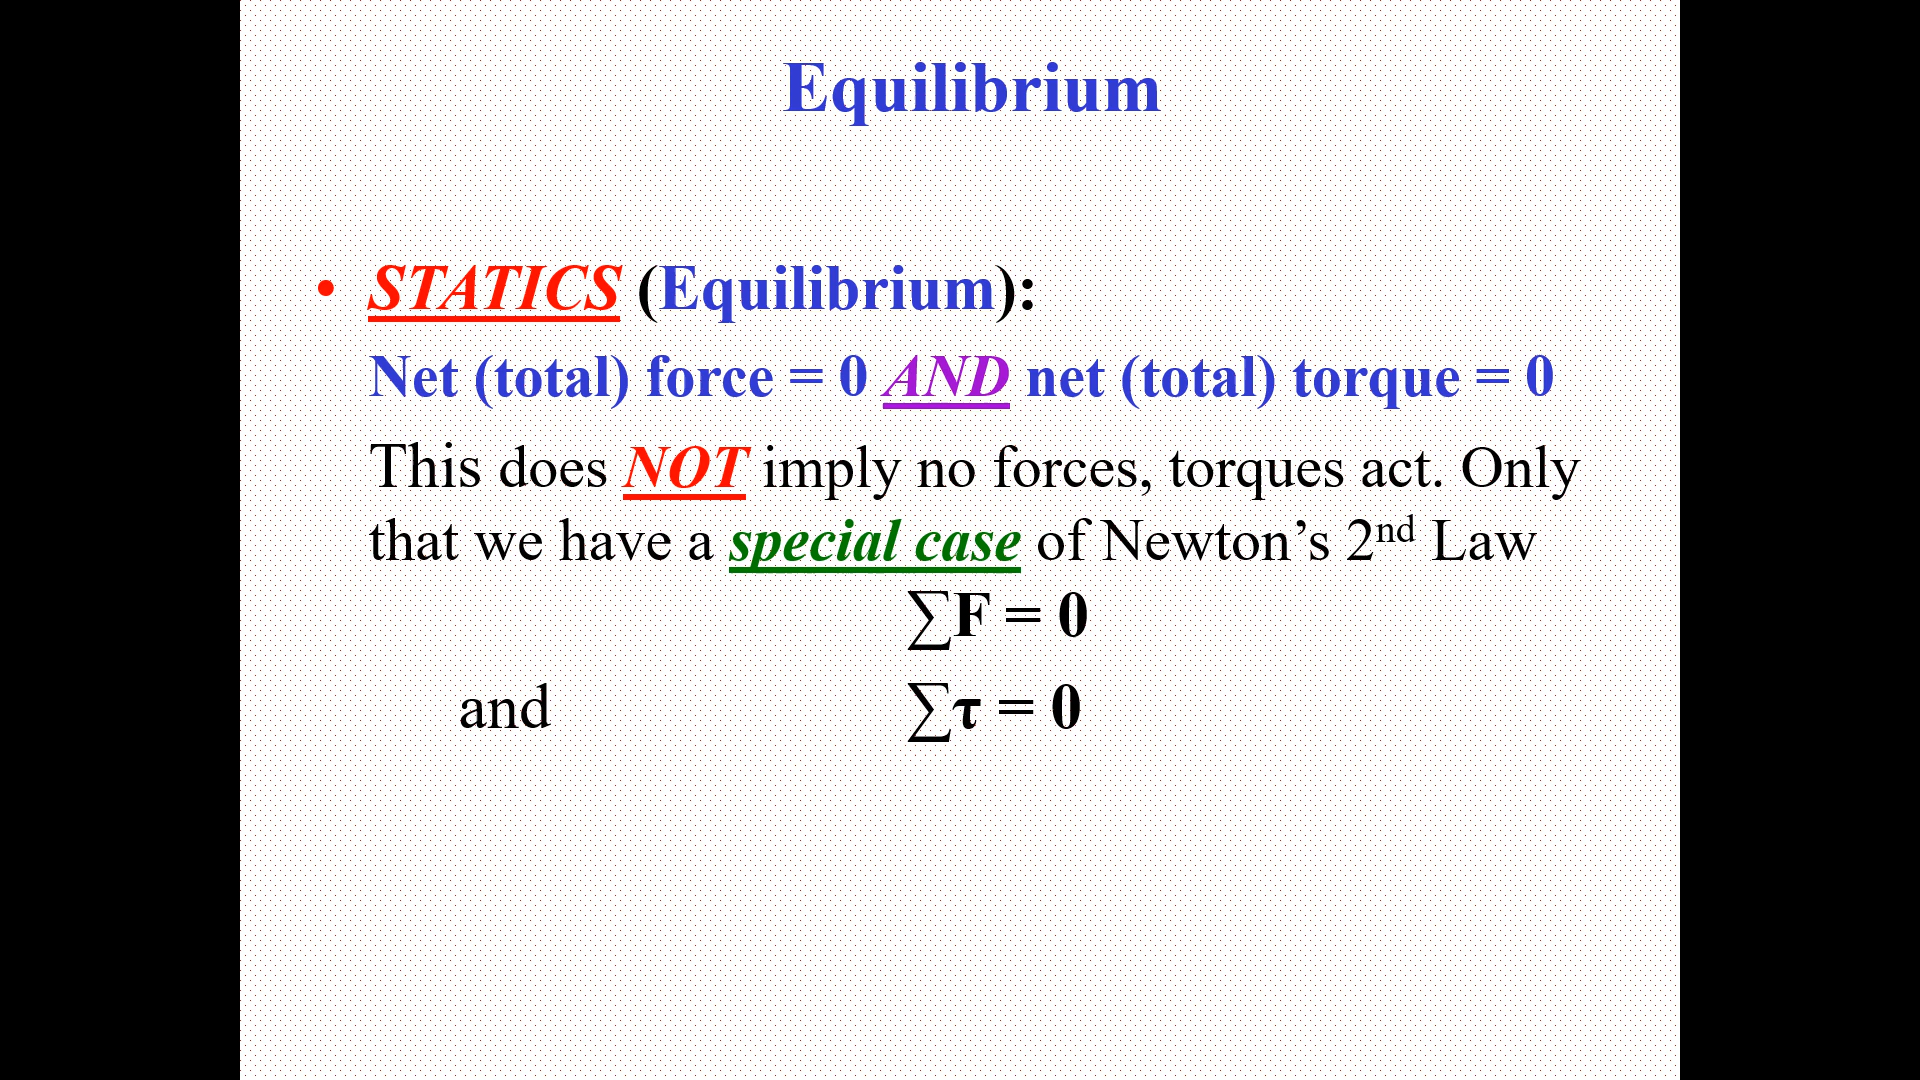 Equilibrium
• STATICS (Equilibrium):
Net (total) force = 0 AND net (total) torque = 0
This does NOT imply no forces, torques act. Only
that we have a special case of Newton’s 2nd Law
∑F = 0
and ∑τ = 0